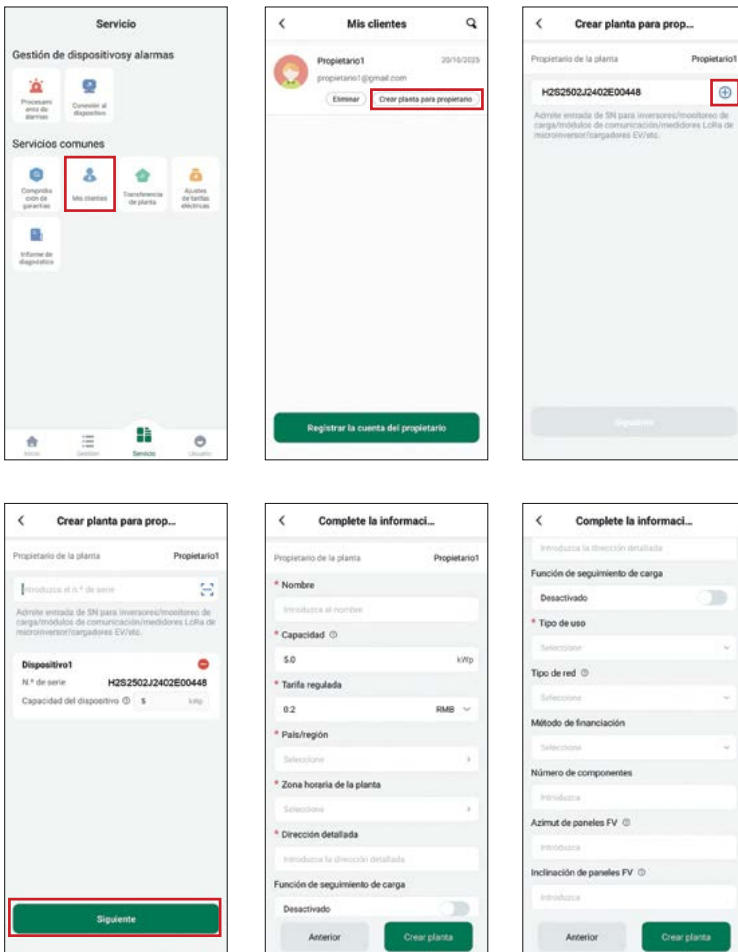 Servicio
Gestión de dispositivosy alarmas
Procesami
ento de
alarmas
Conexión al
dispositivo
Servicios comunes
Comproba
ción de
garantías
Mis clientes
Transferencia
de planta
Ajustes
de tarifas
eléctricas
Informe de
diagnóstico
Inicio
Gestión
Servicio
Usuario
Mis clientes
Propietario1
20/10/2025
propietario1@gmail.com
Eliminar
Crear planta para propietario
Registrar la cuenta del propietario
Crear planta para prop...
Propietario de la planta
Propietario1
H2S2502J2402E00448
Admite entrada de SN para inversores/monitoreo de
carga/módulos de comunicación/medidores LoRa de
microinversor/cargadores EV/etc.
Siguiente
Crear planta para prop...
Propietario de la planta
Propietario1
Introduzca el n.º de serie
Admite entrada de SN para inversores/monitoreo de
carga/módulos de comunicación/medidores LoRa de
microinversor/cargadores EV/etc.
Dispositivo1
N.º de serie H2S2502J2402E00448
Capacidad del dispositivo 5 kWp
Siguiente
Complete la informaci...
Propietario de la planta
Propietario1
* Nombre
Introduzca el nombre
* Capacidad
5.0 kWp
* Tarifa regulada
0.2 RMB
* País/región
Seleccione
* Zona horaria de la planta
Seleccione
* Dirección detallada
Introduzca la dirección detallada
Función de seguimiento de carga
Desactivado
Anterior
Crear planta
Complete la informaci...
Introduzca la dirección detallada
Función de seguimiento de carga
Desactivado
* Tipo de uso
Seleccione
Tipo de red
Seleccione
Método de financiación
Seleccione
Número de componentes
Introduzca
Azimut de paneles FV
Introduzca
Inclinación de paneles FV
Introduzca
Anterior
Crear planta